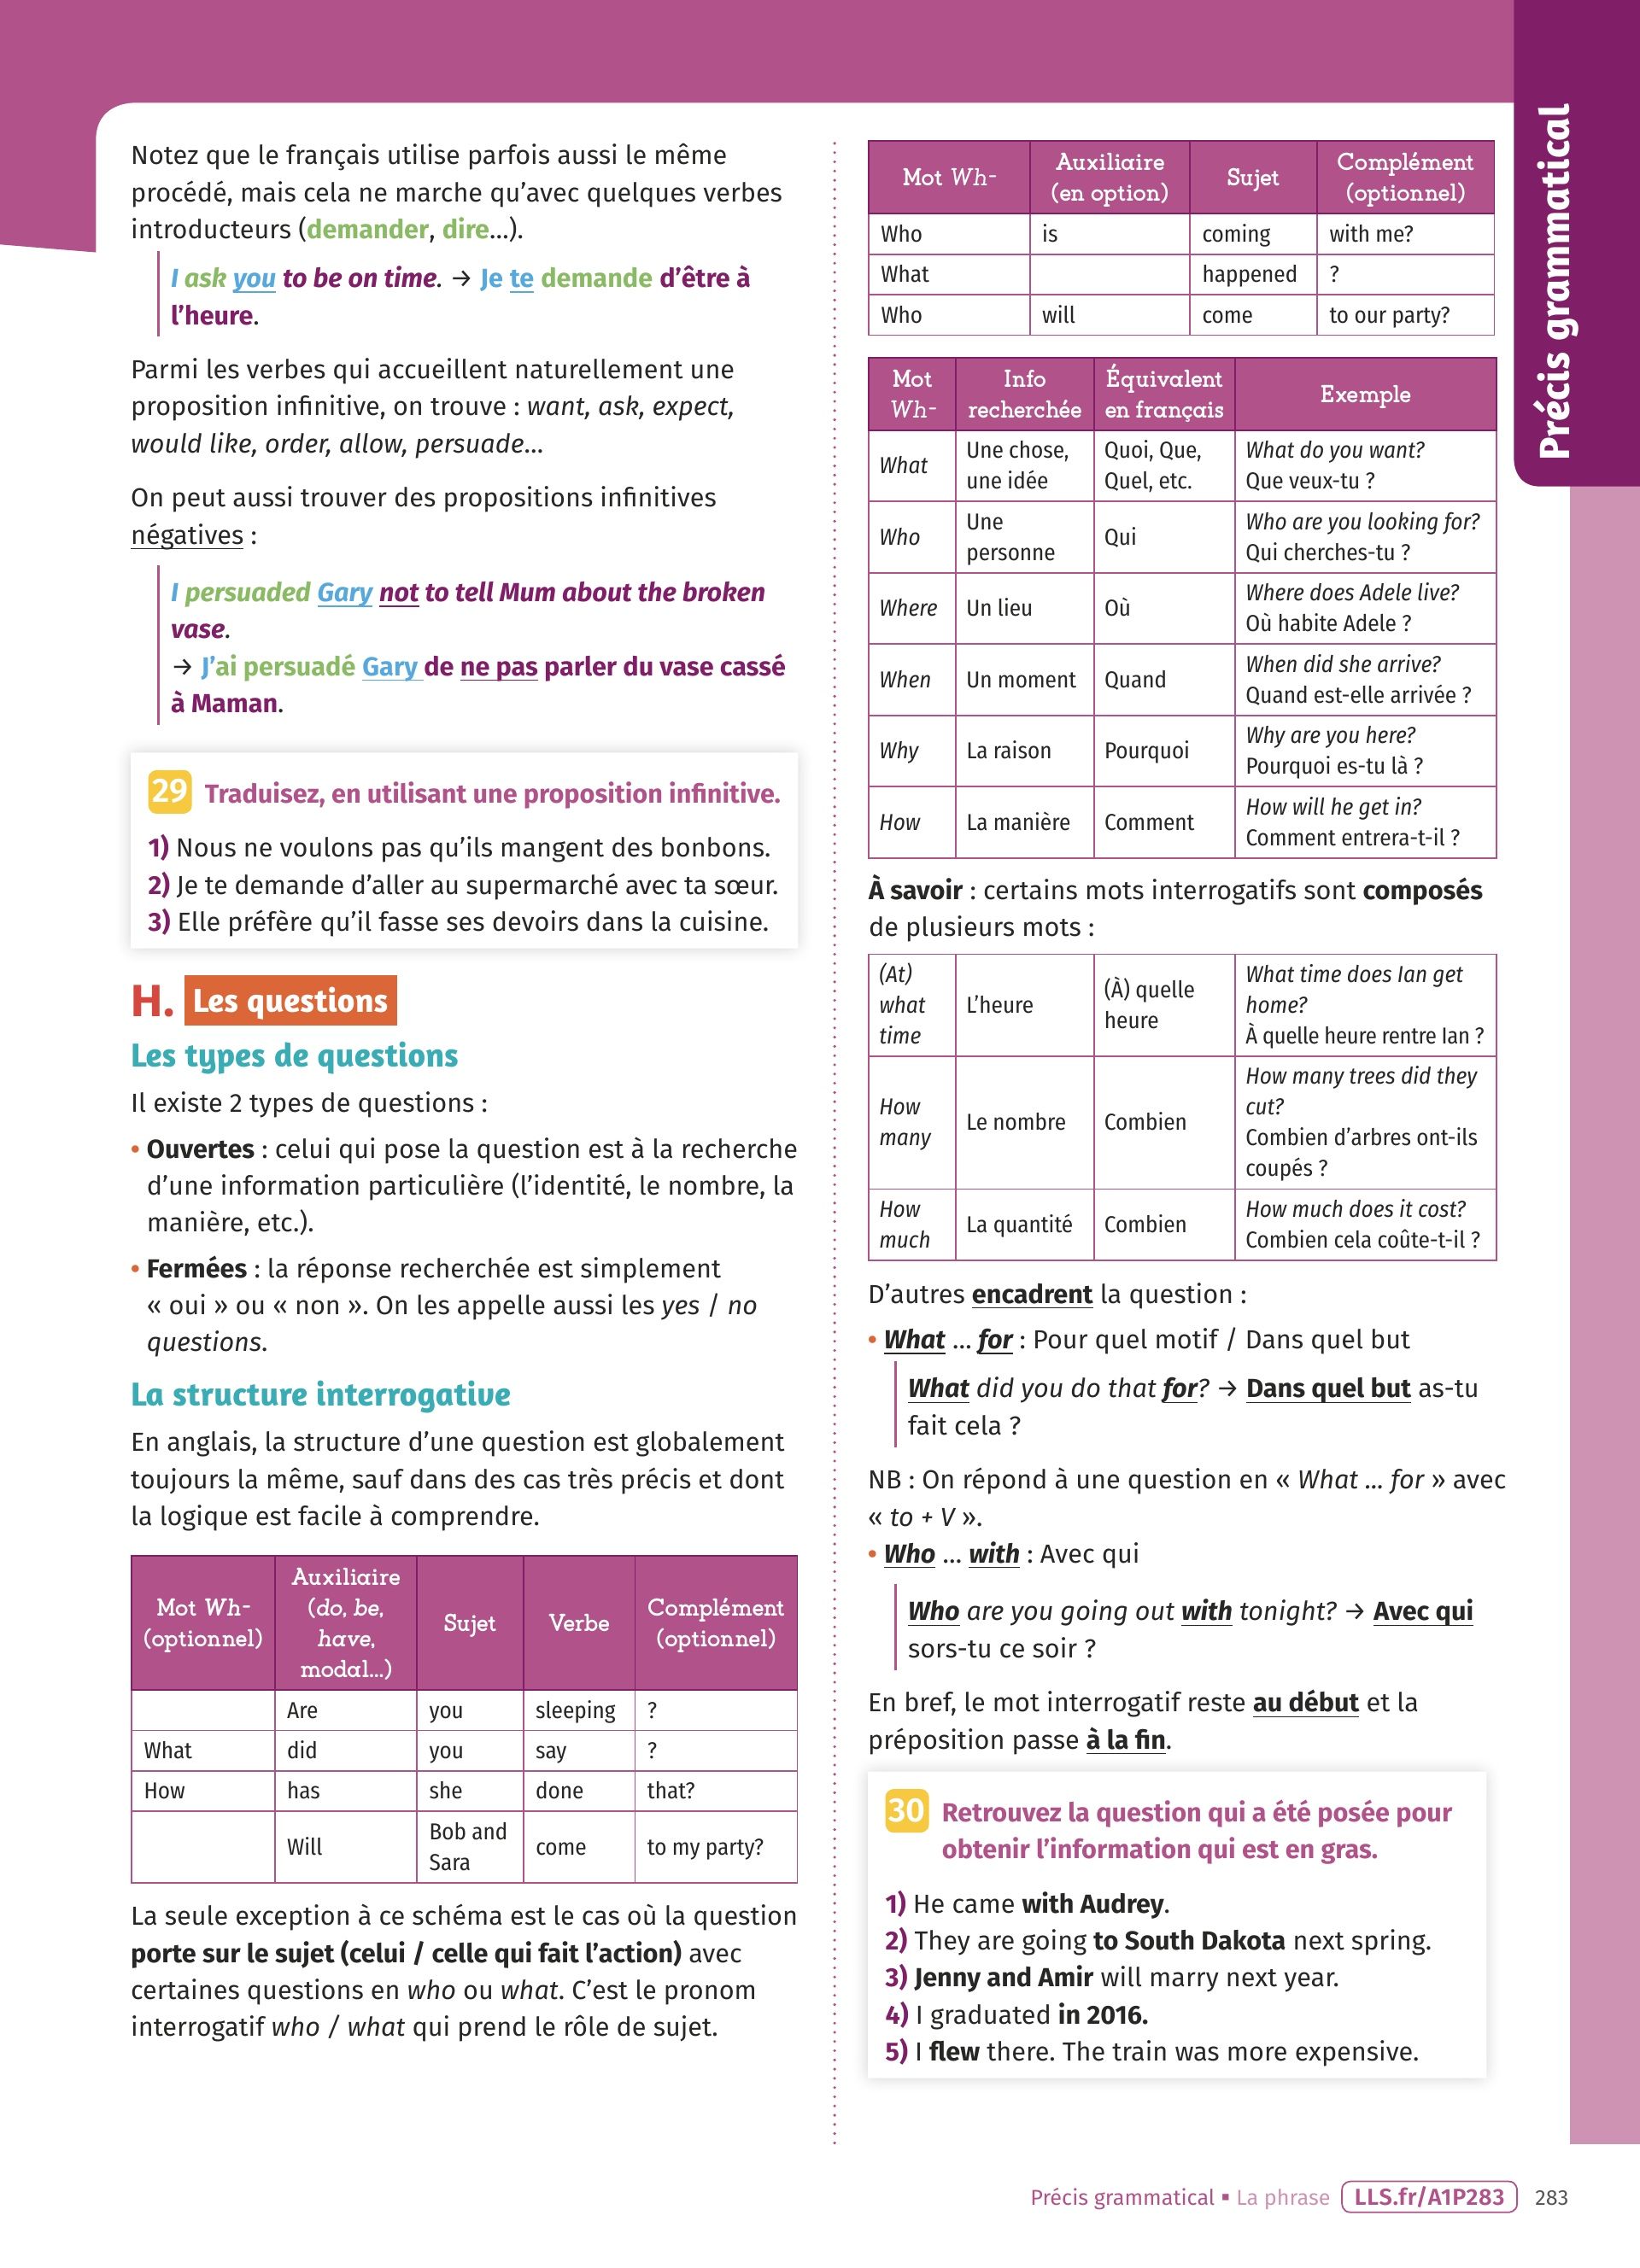 Précis grammatical
Notez que le français utilise parfois aussi le même
procédé, mais cela ne marche qu'avec quelques verbes
introducteurs (demander, dire…).
I ask you to be on time. → Je te demande d'être à
l'heure.
Parmi les verbes qui accueillent naturellement une
proposition infinitive, on trouve : want, ask, expect,
would like, order, allow, persuade…
On peut aussi trouver des propositions infinitives
négatives :
I persuaded Gary not to tell Mum about the broken
vase.
→ J'ai persuadé Gary de ne pas parler du vase cassé
à Maman.
29 Traduisez, en utilisant une proposition infinitive.
1) Nous ne voulons pas qu'ils mangent des bonbons.
2) Je te demande d'aller au supermarché avec ta sœur.
3) Elle préfère qu'il fasse ses devoirs dans la cuisine.
H. Les questions
Les types de questions
Il existe 2 types de questions :
• Ouvertes : celui qui pose la question est à la recherche
d'une information particulière (l'identité, le nombre, la
manière, etc.).
• Fermées : la réponse recherchée est simplement
« oui » ou « non ». On les appelle aussi les yes / no
questions.
La structure interrogative
En anglais, la structure d'une question est globalement
toujours la même, sauf dans des cas très précis et dont
la logique est facile à comprendre.
Mot Wh- (optionnel) Auxiliaire (do, be, have, modal…) Sujet Verbe Complément (optionnel)
Are you sleeping ?
What did you say ?
How has she done that?
Will Bob and Sara come to my party?
La seule exception à ce schéma est le cas où la question
porte sur le sujet (celui / celle qui fait l'action) avec
certaines questions en who ou what. C'est le pronom
interrogatif who / what qui prend le rôle de sujet.
Mot Wh- Auxiliaire (en option) Sujet Complément (optionnel)
Who is coming with me?
What happened ?
Who will come to our party?
Mot Wh- Info recherchée Équivalent en français Exemple
What Une chose, une idée Quoi, Que, Quel, etc. What do you want? Que veux-tu ?
Who Une personne Qui Who are you looking for? Qui cherches-tu ?
Where Un lieu Où Where does Adele live? Où habite Adele ?
When Un moment Quand When did she arrive? Quand est-elle arrivée ?
Why La raison Pourquoi Why are you here? Pourquoi es-tu là ?
How La manière Comment How will he get in? Comment entrera-t-il ?
À savoir : certains mots interrogatifs sont composés
de plusieurs mots :
(At) what time L'heure (À) quelle heure What time does Ian get home? À quelle heure rentre Ian ?
How many Le nombre Combien How many trees did they cut? Combien d'arbres ont-ils coupés ?
How much La quantité Combien How much does it cost? Combien cela coûte-t-il ?
D'autres encadrent la question :
• What … for : Pour quel motif / Dans quel but
What did you do that for? → Dans quel but as-tu
fait cela ?
NB : On répond à une question en « What … for » avec
« to + V ».
• Who … with : Avec qui
Who are you going out with tonight? → Avec qui
sors-tu ce soir ?
En bref, le mot interrogatif reste au début et la
préposition passe à la fin.
30 Retrouvez la question qui a été posée pour
obtenir l'information qui est en gras.
1) He came with Audrey.
2) They are going to South Dakota next spring.
3) Jenny and Amir will marry next year.
4) I graduated in 2016.
5) I flew there. The train was more expensive.
Précis grammatical ▪ La phrase LLS.fr/A1P283 283